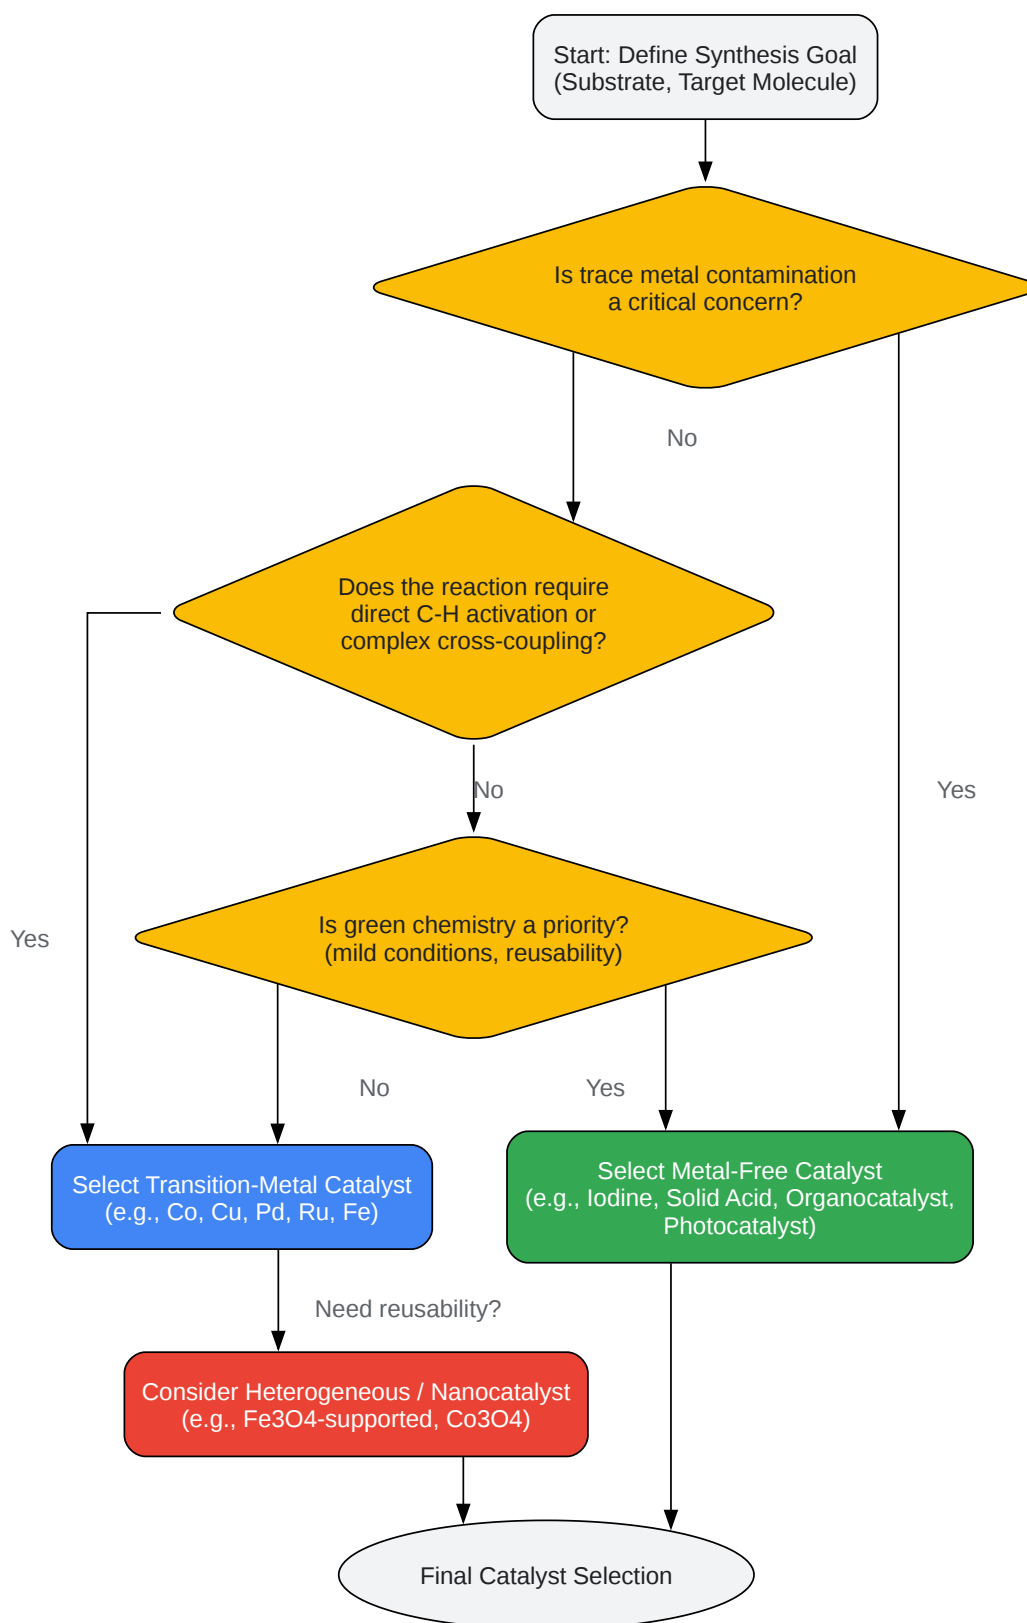 Start: Define Synthesis Goal
(Substrate, Target Molecule)
Is trace metal contamination
a critical concern?
No
Does the reaction require
direct C-H activation or
complex cross-coupling?
No
Yes
Is green chemistry a priority?
(mild conditions, reusability)
Yes
No
Yes
Select Transition-Metal Catalyst
(e.g., Co, Cu, Pd, Ru, Fe)
Select Metal-Free Catalyst
(e.g., Iodine, Solid Acid, Organocatalyst,
Photocatalyst)
Need reusability?
Consider Heterogeneous / Nanocatalyst
(e.g., Fe3O4-supported, Co3O4)
Final Catalyst Selection